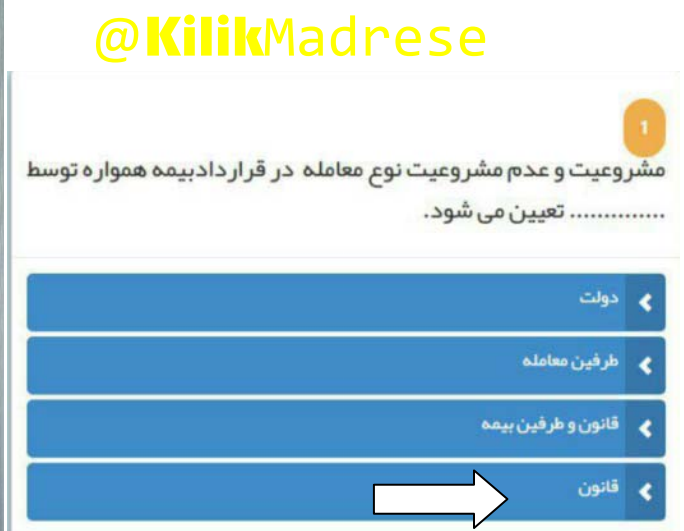 @KilikMadrese
1
مشروعیت و عدم مشروعیت نوع معامله در قراردادبیمه همواره توسط
.............. تعیین می شود.
دولت
طرفین معامله
قانون و طرفین بیمه
قانون